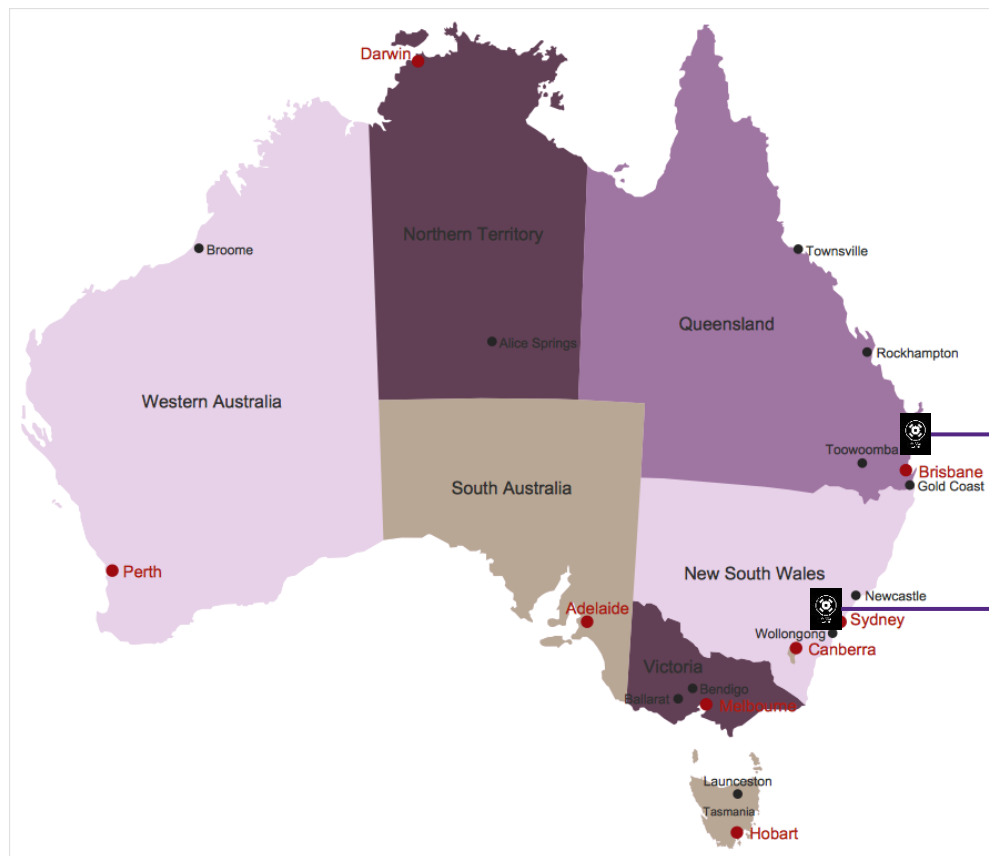 Darwin
Northern Territory
Broome
Townsville
Queensland
Alice Springs
Rockhampton
Western Australia
Toowoomba
Brisbane
South Australia
Gold Coast
Perth
New South Wales
Newcastle
Adelaide
Sydney
Wollongong
Canberra
Victoria
Bendigo
Ballarat
Melbourne
Launceston
Tasmania
Hobart